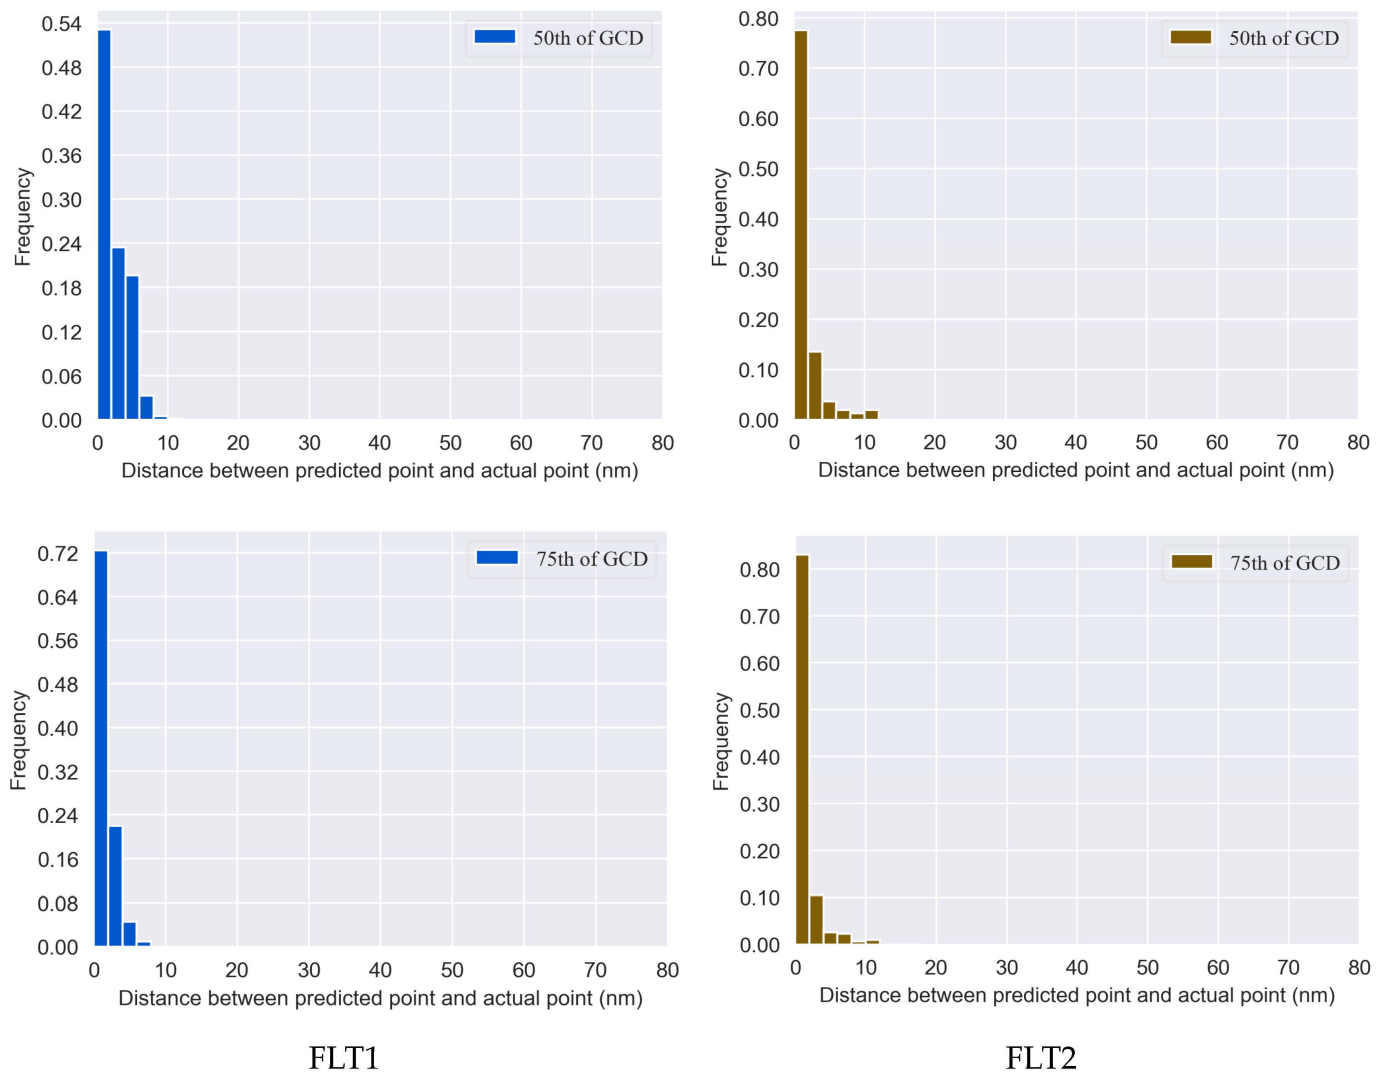 0.54
0.48
0.42
0.36
0.30
0.24
0.18
0.12
0.06
0.00
Frequency
50th of GCD
0 10 20 30 40 50 60 70 80
Distance between predicted point and actual point (nm)
0.80
0.70
0.60
0.50
0.40
0.30
0.20
0.10
0.00
Frequency
50th of GCD
0 10 20 30 40 50 60 70 80
Distance between predicted point and actual point (nm)
0.72
0.64
0.56
0.48
0.40
0.32
0.24
0.16
0.08
0.00
Frequency
75th of GCD
0 10 20 30 40 50 60 70 80
Distance between predicted point and actual point (nm)
0.80
0.70
0.60
0.50
0.40
0.30
0.20
0.10
0.00
Frequency
75th of GCD
0 10 20 30 40 50 60 70 80
Distance between predicted point and actual point (nm)
FLT1
FLT2